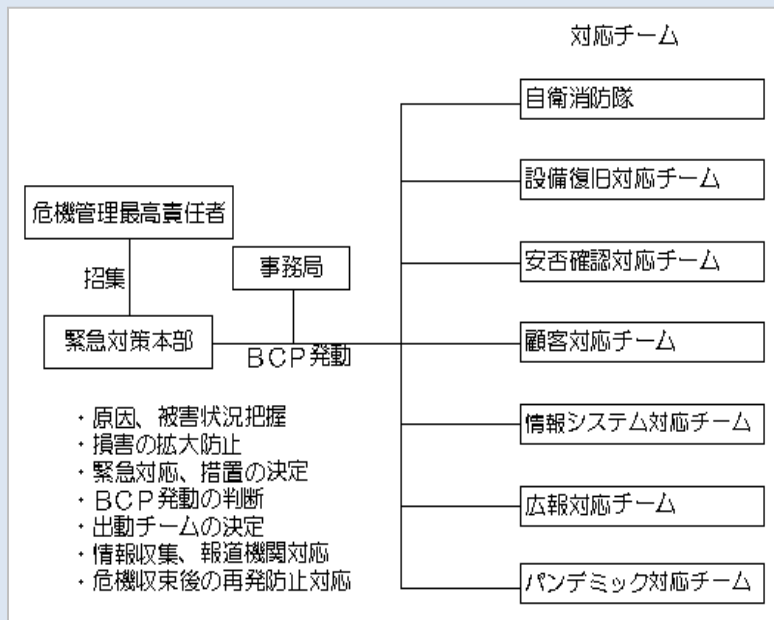 対応チーム
自衛消防隊
設備復旧対応チーム
危機管理最高責任者
招集
事務局
安否確認対応チーム
緊急対策本部
BCP発動
顧客対応チーム
・原因、被害状況把握
・損害の拡大防止
・緊急対応、措置の決定
・BCP発動の判断
・出動チームの決定
・情報収集、報道機関対応
・危機収束後の再発防止対応
情報システム対応チーム
広報対応チーム
パンデミック対応チーム